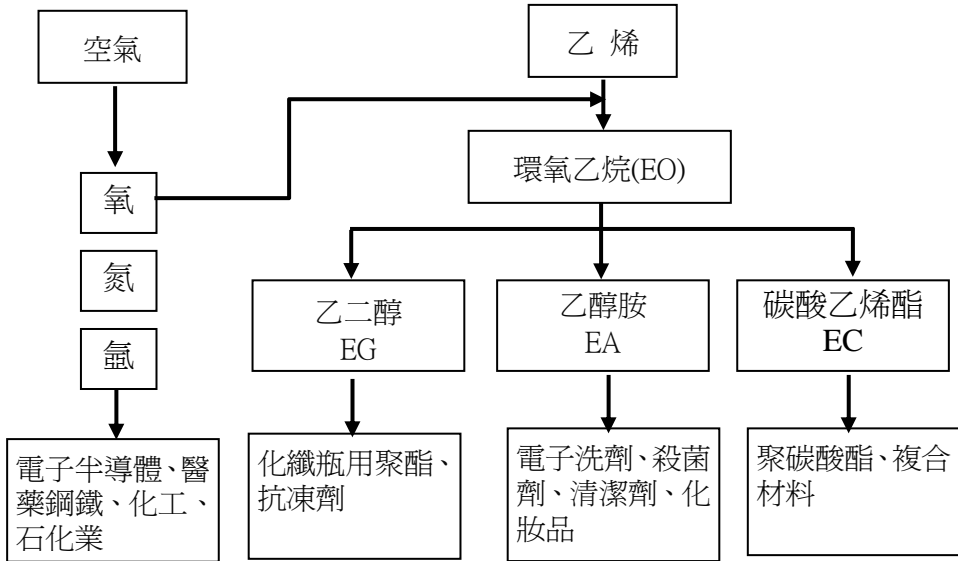 空氣
乙 烯
環氧乙烷(EO)
氧
氮
氬
乙二醇
EG
乙醇胺
EA
碳酸乙烯酯
EC
電子半導體、醫
藥鋼鐵、化工、
石化業
化纖瓶用聚酯、
抗凍劑
電子洗劑、殺菌
劑、清潔劑、化
妝品
聚碳酸酯、複合
材料